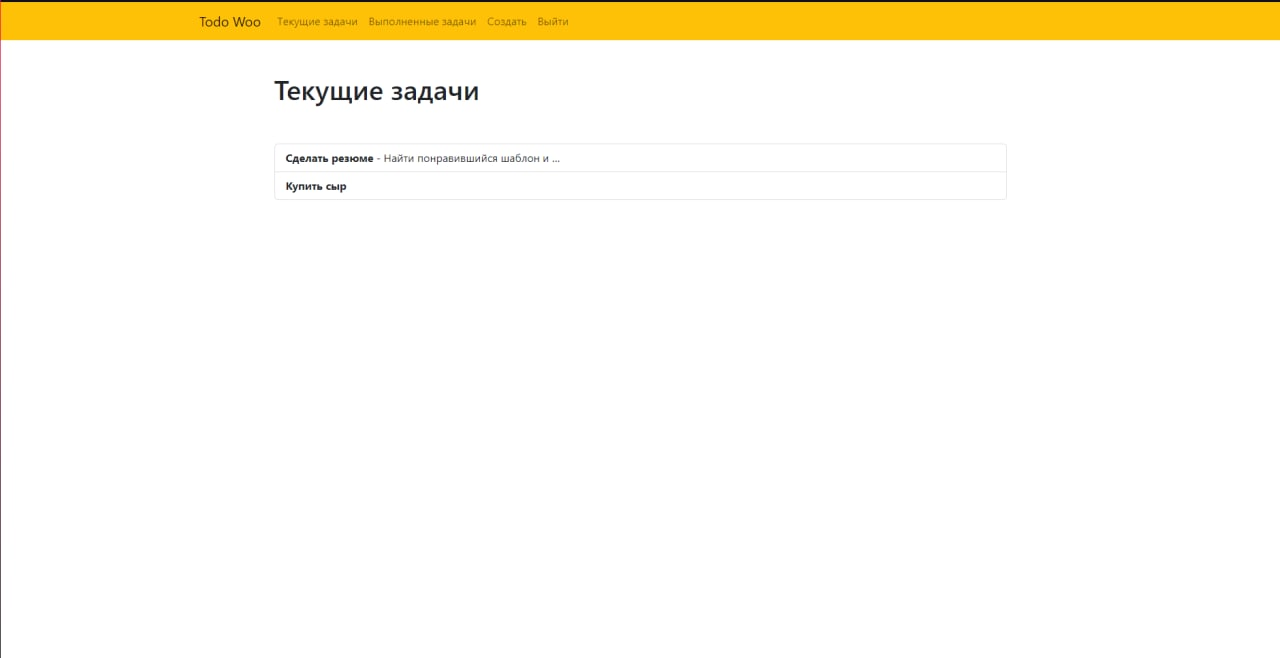 Todo Woo Текущие задачи Выполненные задачи Создать Выйти
Текущие задачи
Сделать резюме - Найти понравившийся шаблон и ...
Купить сыр